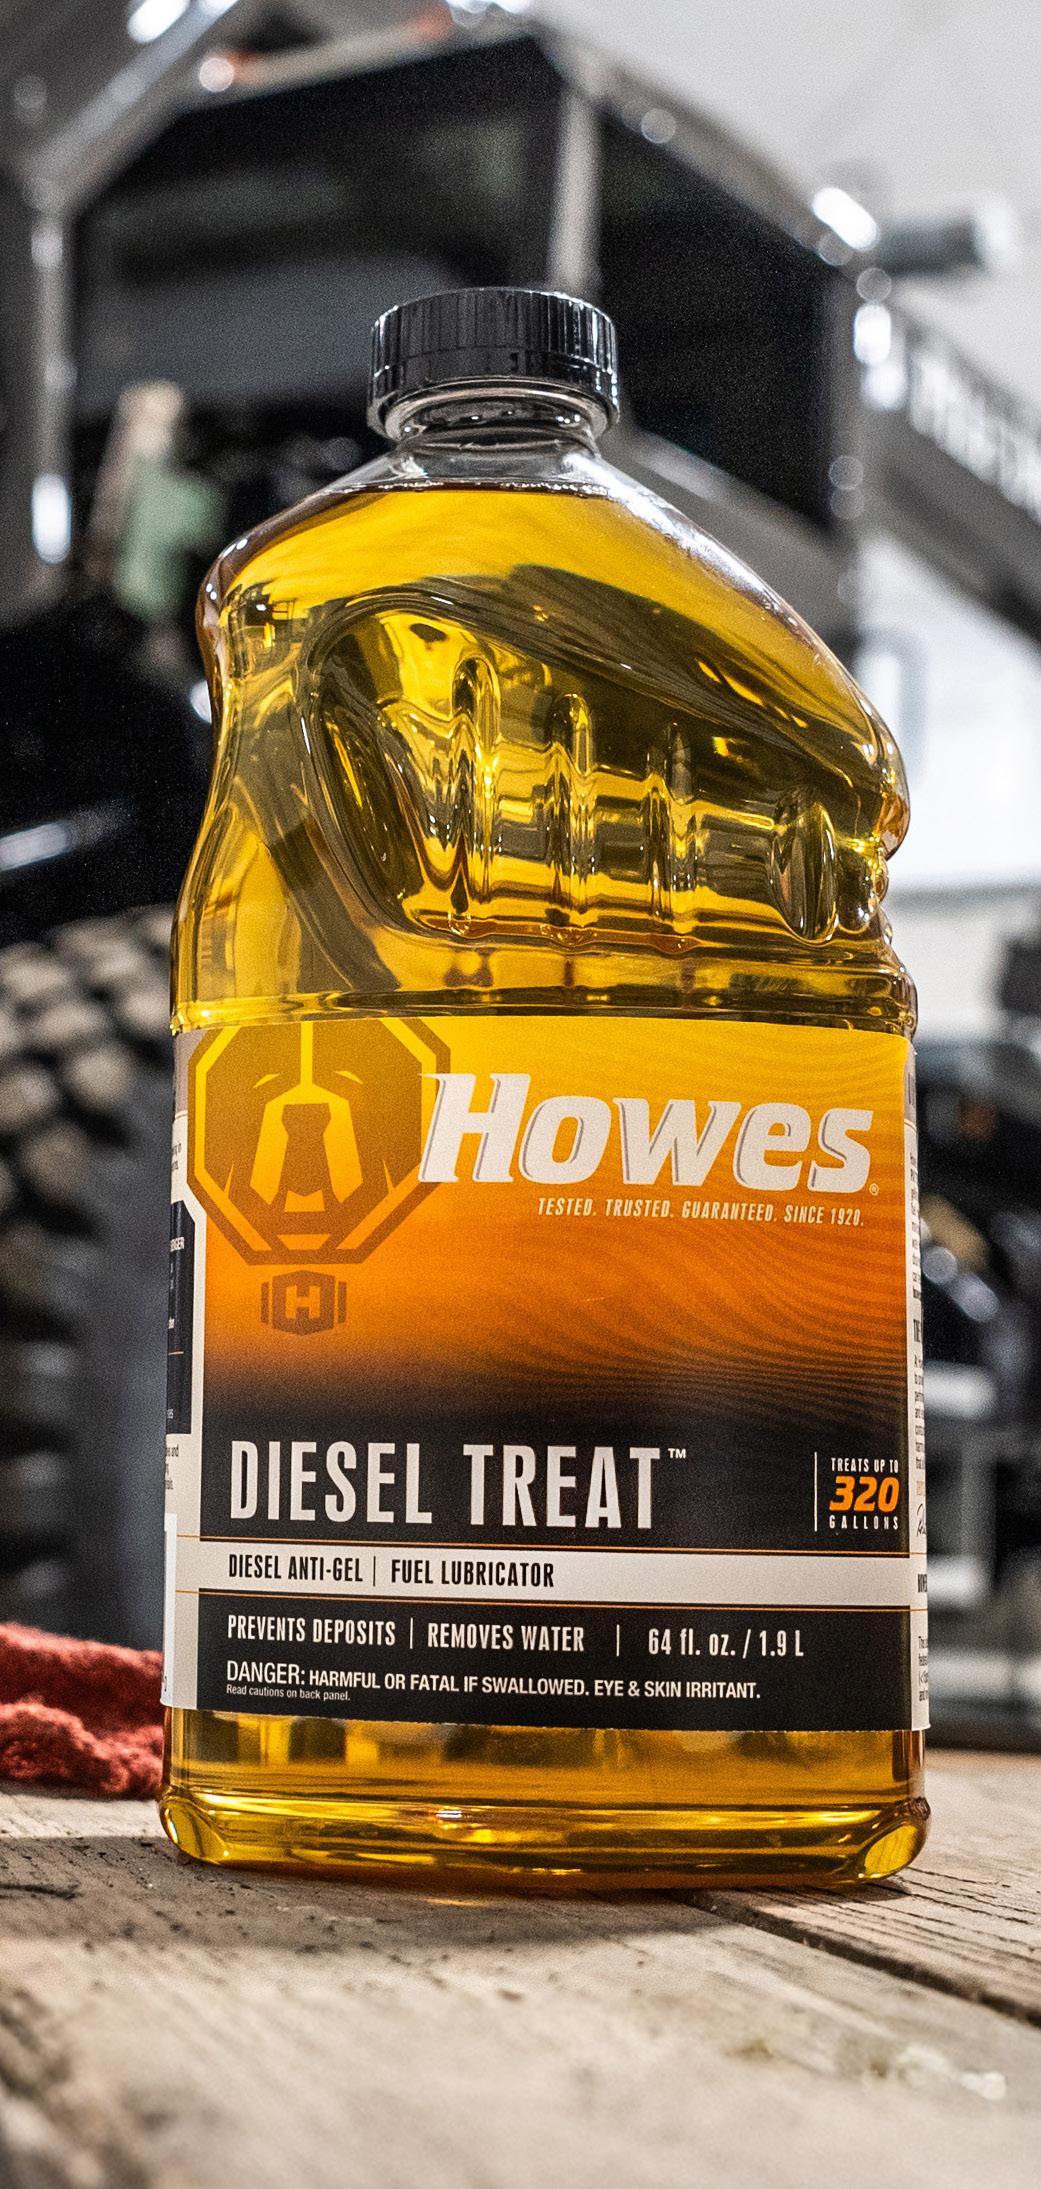 Howes®
TESTED. TRUSTED. GUARANTEED. SINCE 1920.
H
DIESEL TREAT™
TREATS UP TO
320
GALLONS
DIESEL ANTI-GEL | FUEL LUBRICATOR
PREVENTS DEPOSITS | REMOVES WATER | 64 fl. oz. / 1.9 L
DANGER: HARMFUL OR FATAL IF SWALLOWED. EYE & SKIN IRRITANT.
Read cautions on back panel.